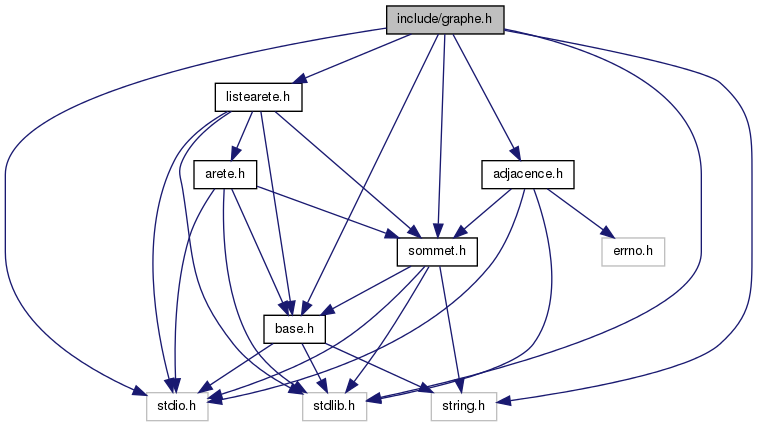 include/graphe.h
listearete.h
arete.h
adjacence.h
sommet.h
errno.h
base.h
stdio.h
stdlib.h
string.h